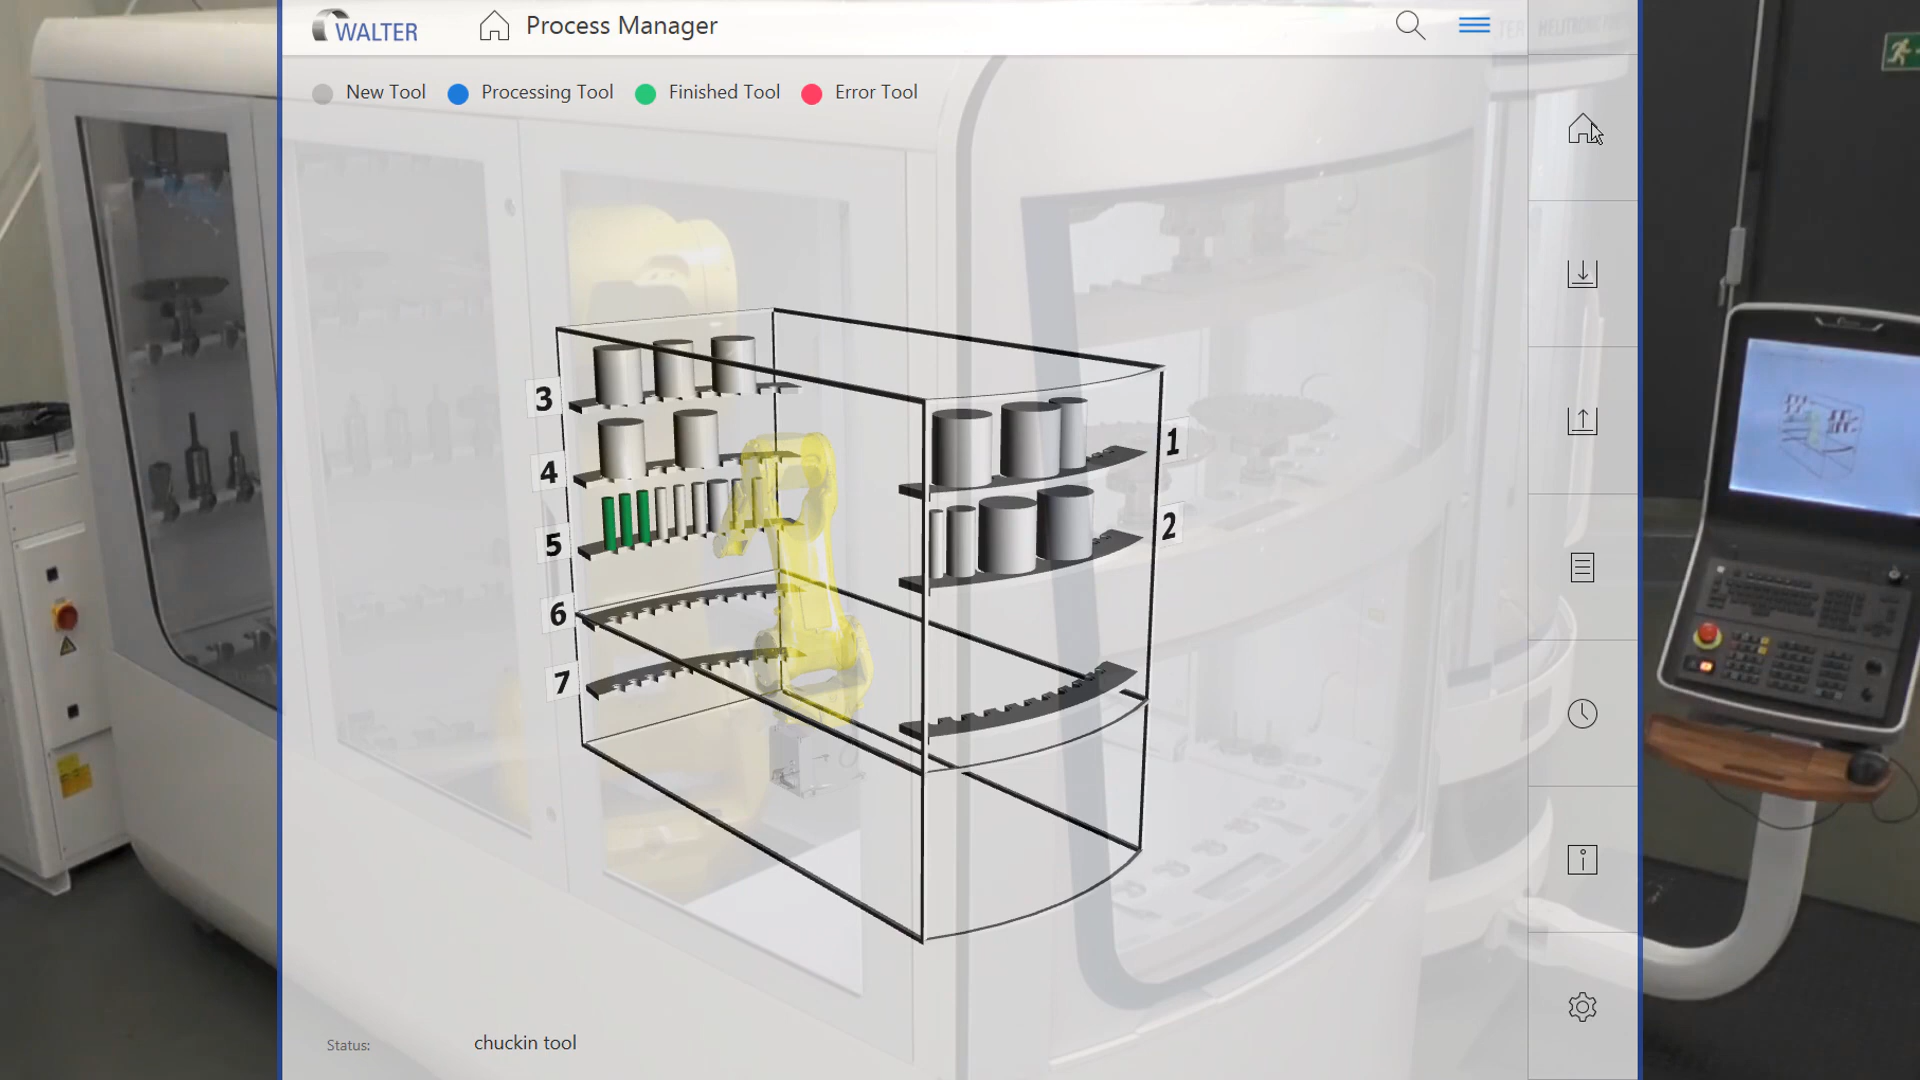 WALTER
Process Manager
New Tool
Processing Tool
Finished Tool
Error Tool
3
4
5
6
7
1
2
Status:
chuckin tool